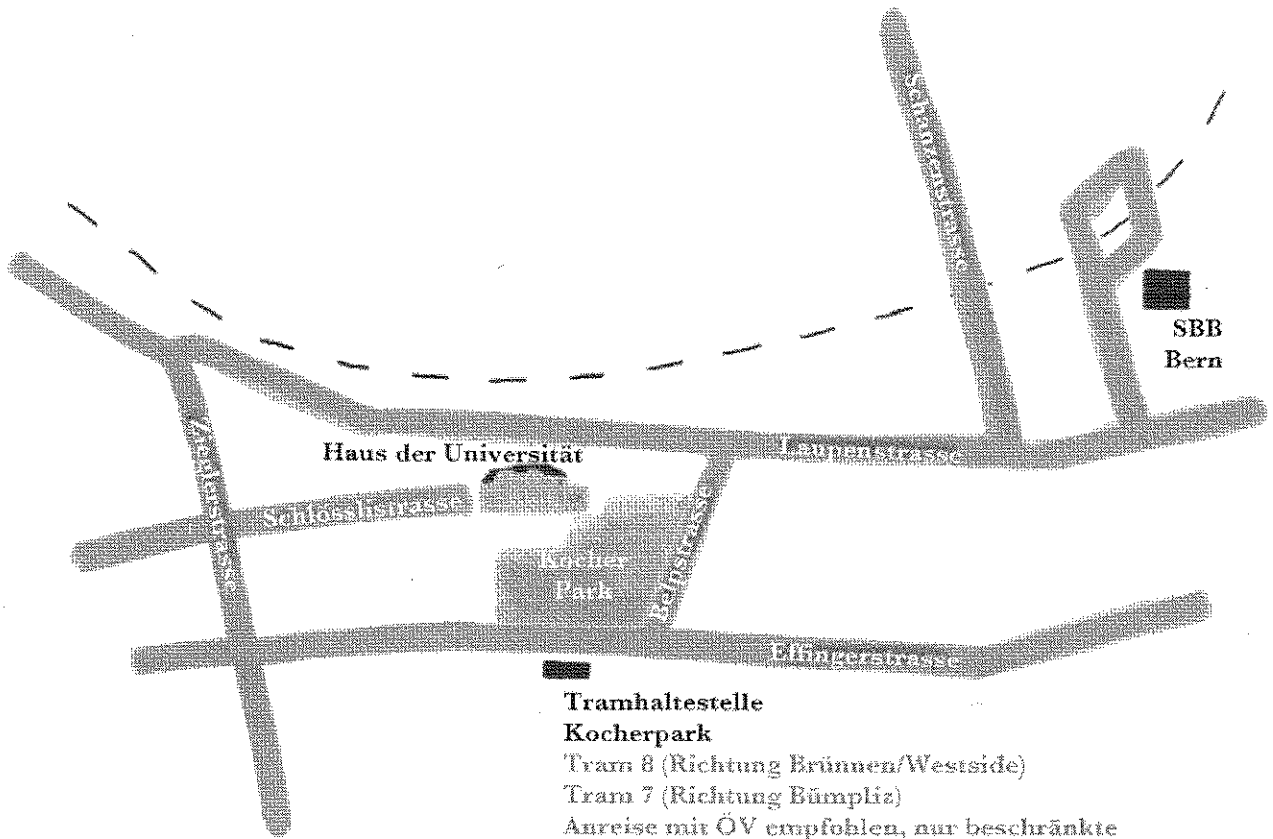 Schanzenstrasse
SBB
Bern
Laupenstrasse
Haus der Universität
Schlösslistrasse
Kocher
Park
Effingerstrasse
Tramhaltestelle
Kocherpark
Tram 8 (Richtung Brünnen/Westside)
Tram 7 (Richtung Bümpliz)
Anreise mit ÖV empfohlen, nur beschränkte